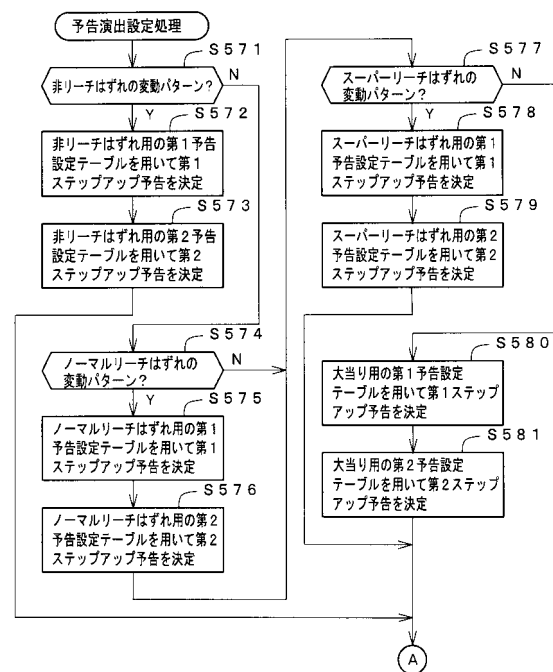 予告演出設定処理
S571
非リーチはずれの変動パターン?
N
Y
S572
非リーチはずれ用の第1予告
設定テーブルを用いて第1
ステップアップ予告を決定
S573
非リーチはずれ用の第2予告
設定テーブルを用いて第2
ステップアップ予告を決定
S574
ノーマルリーチはずれの
変動パターン?
N
Y
S575
ノーマルリーチはずれ用の第1
予告設定テーブルを用いて第1
ステップアップ予告を決定
S576
ノーマルリーチはずれ用の第2
予告設定テーブルを用いて第2
ステップアップ予告を決定
S577
スーパーリーチはずれの
変動パターン?
N
Y
S578
スーパーリーチはずれ用の第1
予告設定テーブルを用いて第1
ステップアップ予告を決定
S579
スーパーリーチはずれ用の第2
予告設定テーブルを用いて第2
ステップアップ予告を決定
S580
大当り用の第1予告設定
テーブルを用いて第1ステップ
アップ予告を決定
S581
大当り用の第2予告設定
テーブルを用いて第2ステップ
アップ予告を決定
A